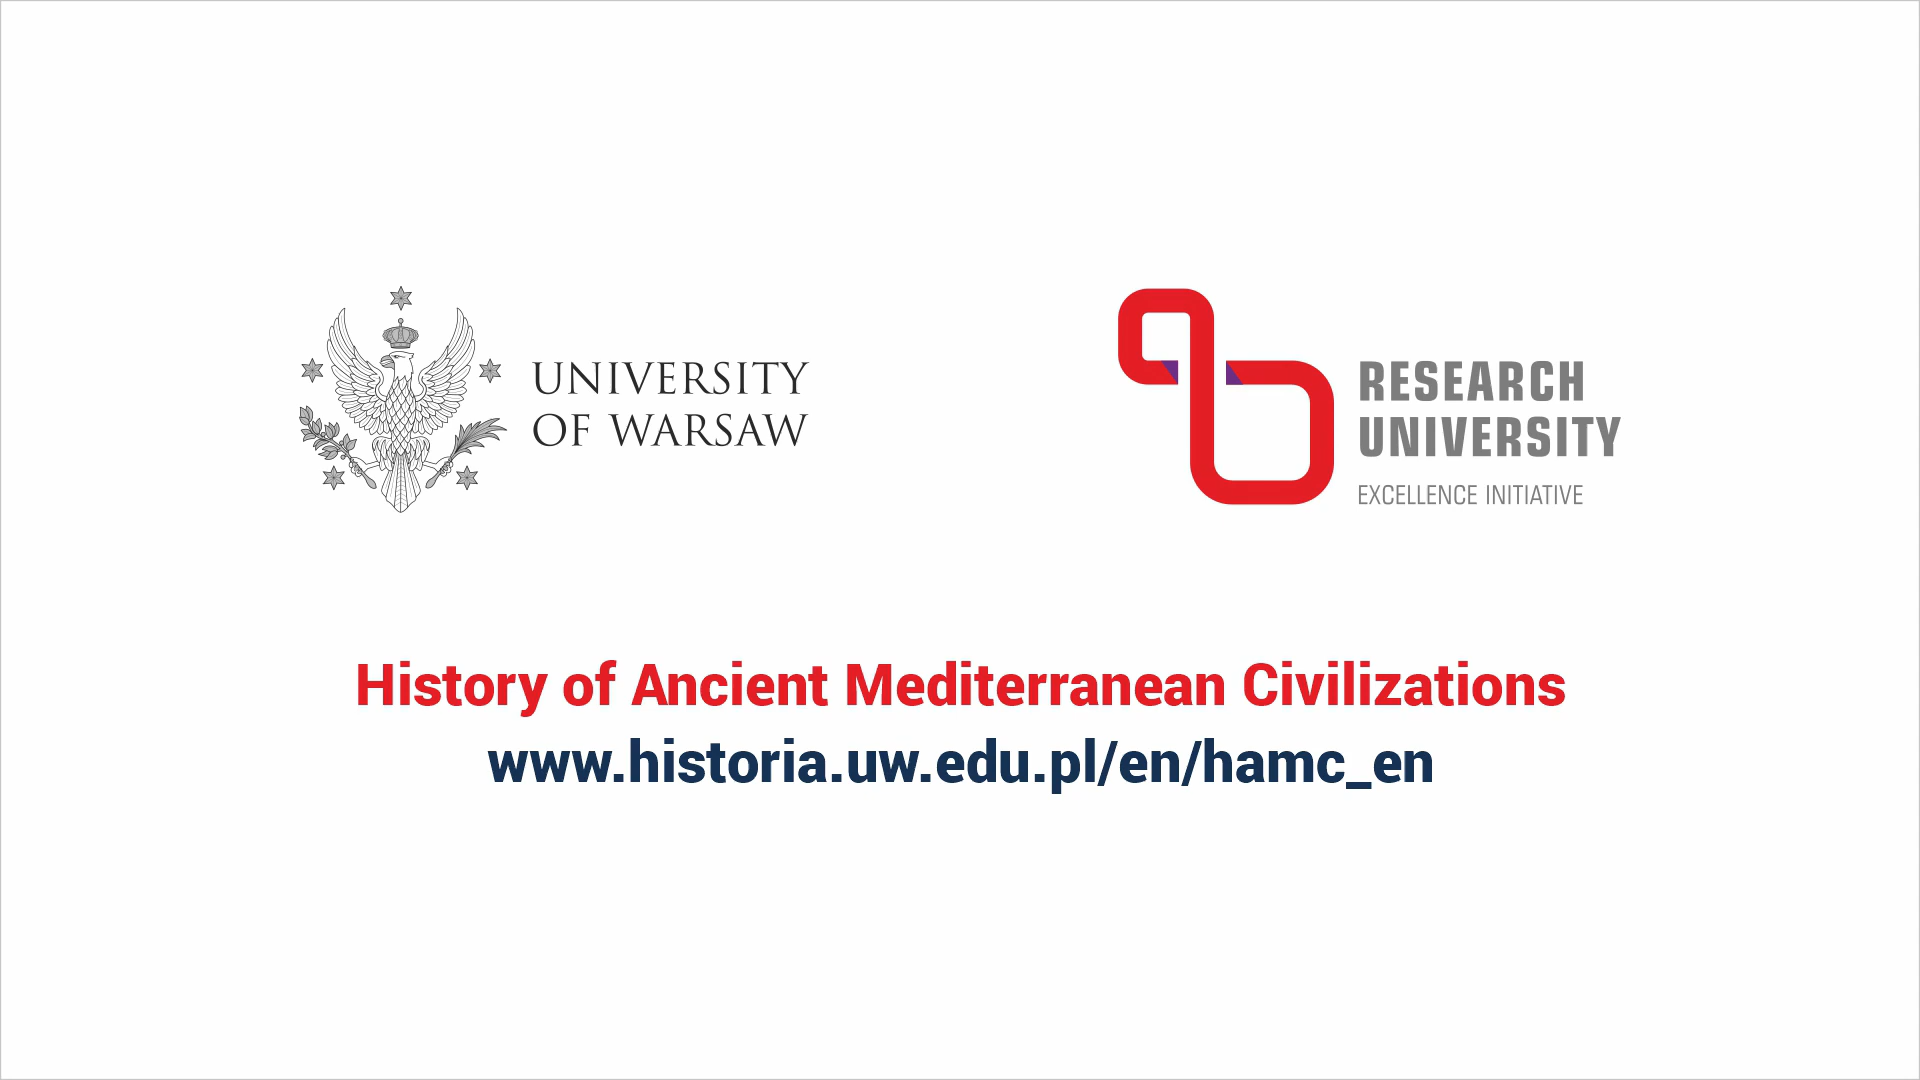 UNIVERSITY
OF WARSAW
RESEARCH
UNIVERSITY
EXCELLENCE INITIATIVE
History of Ancient Mediterranean Civilizations
www.historia.uw.edu.pl/en/hamc_en